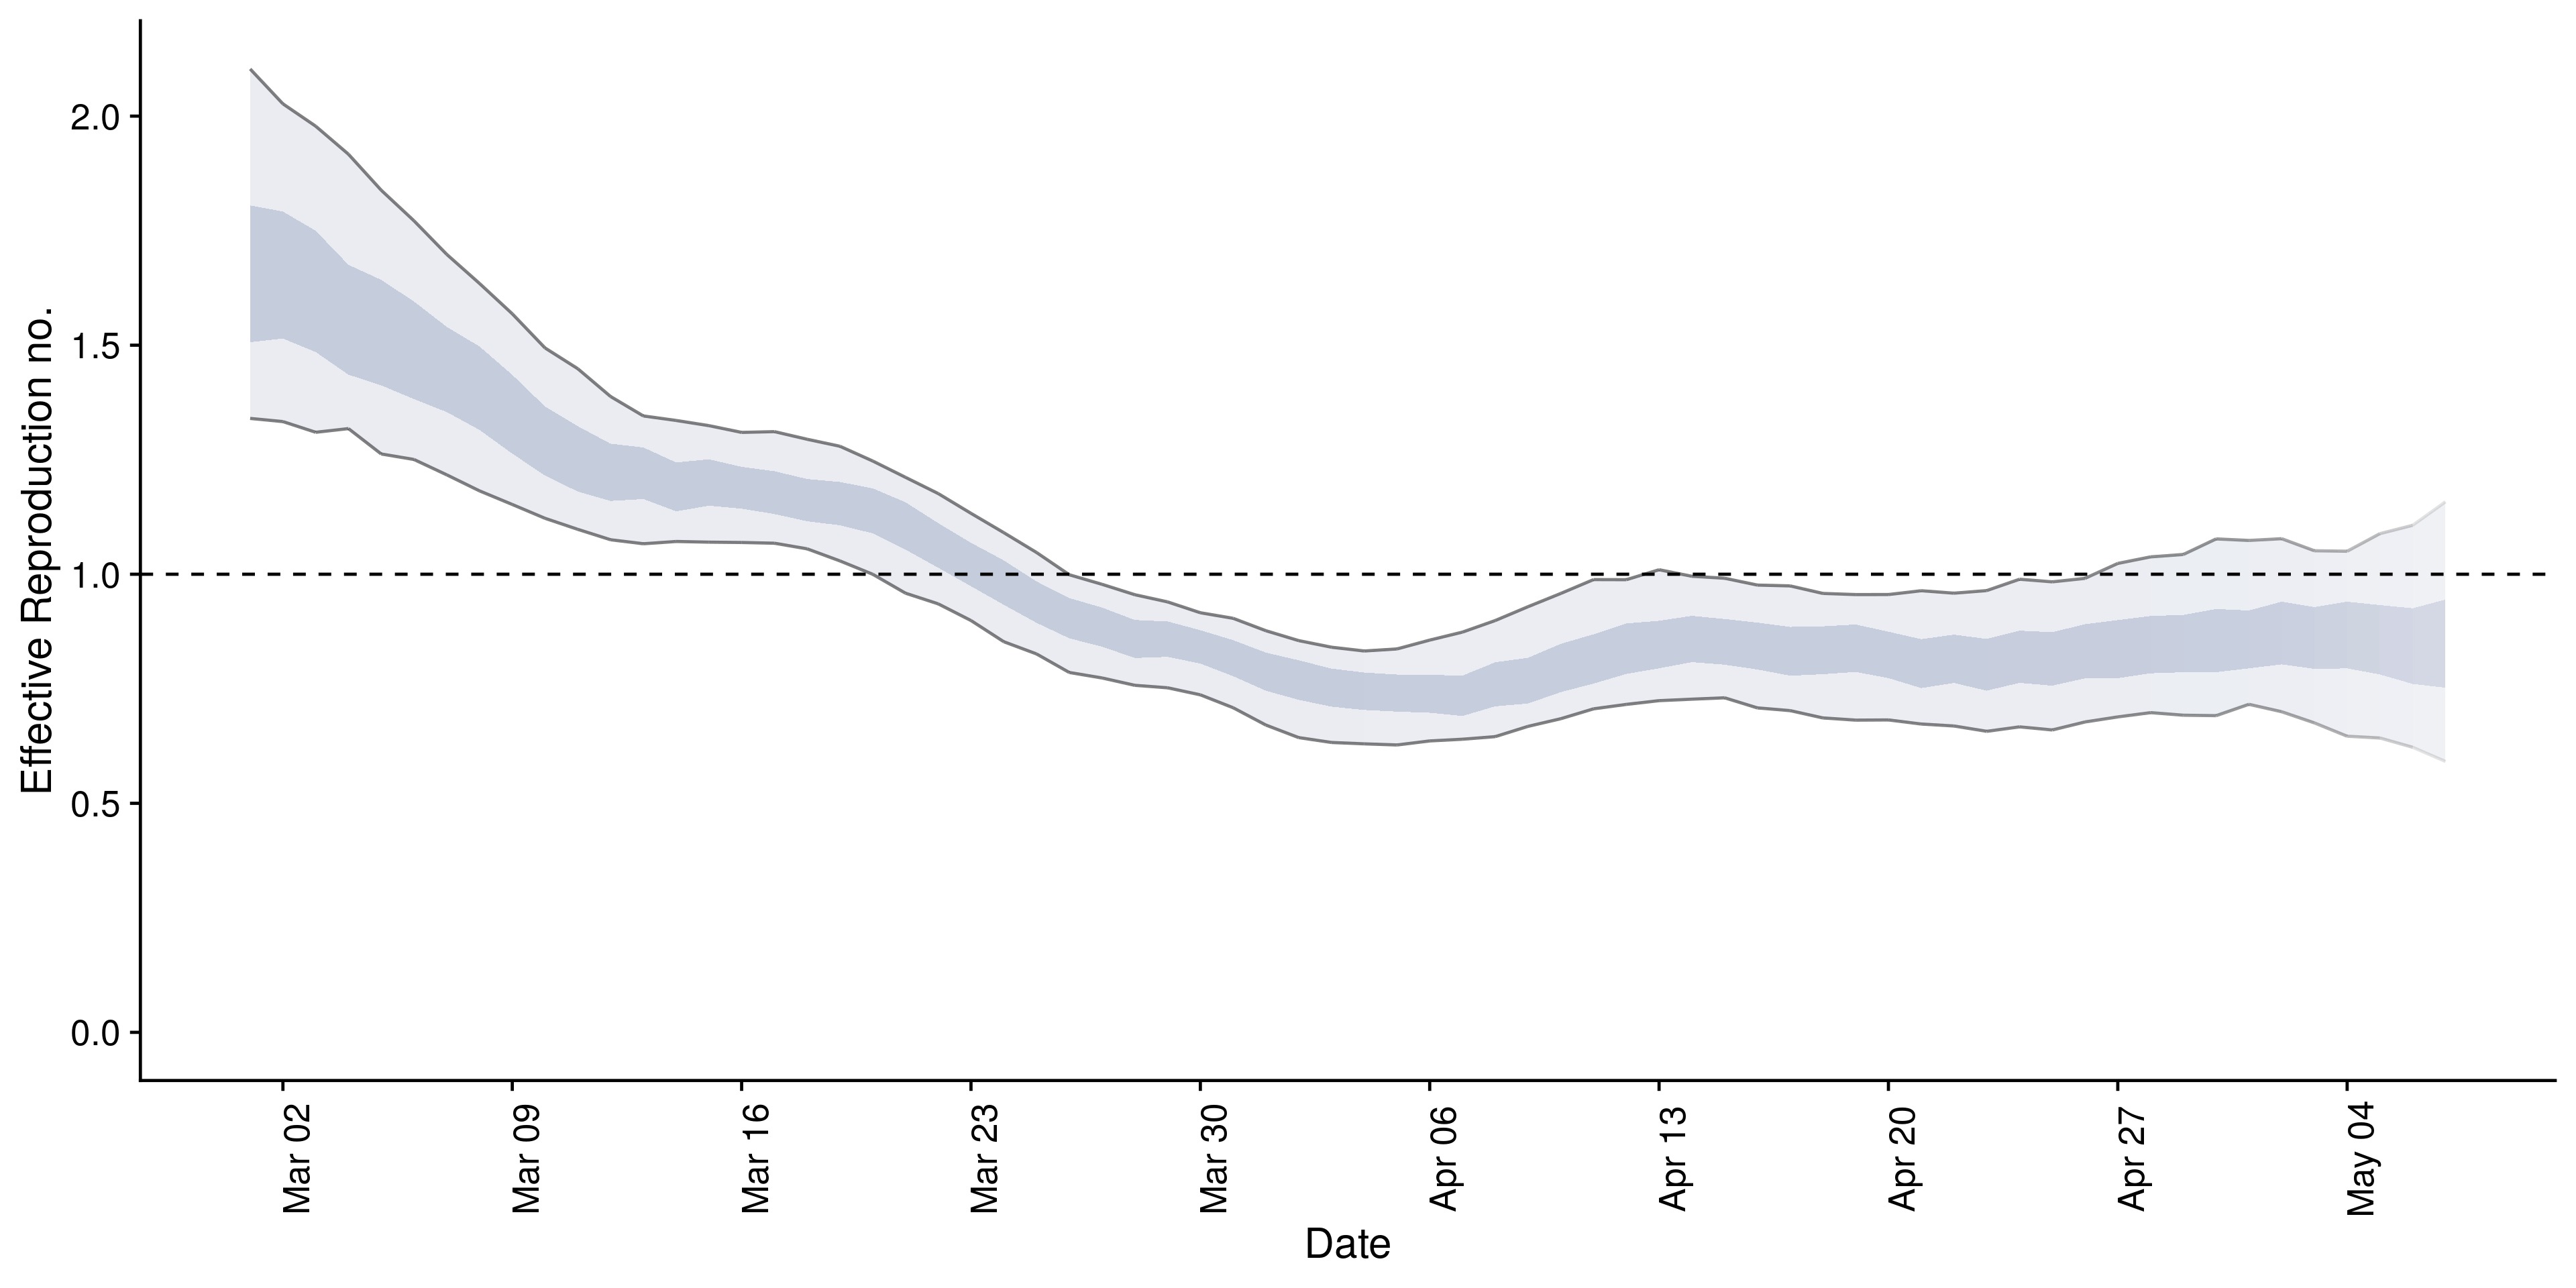 Effective Reproduction no.
2.0
1.5
1.0
0.5
0.0
Mar 02
Mar 09
Mar 16
Mar 23
Mar 30
Apr 06
Apr 13
Apr 20
Apr 27
May 04
Date